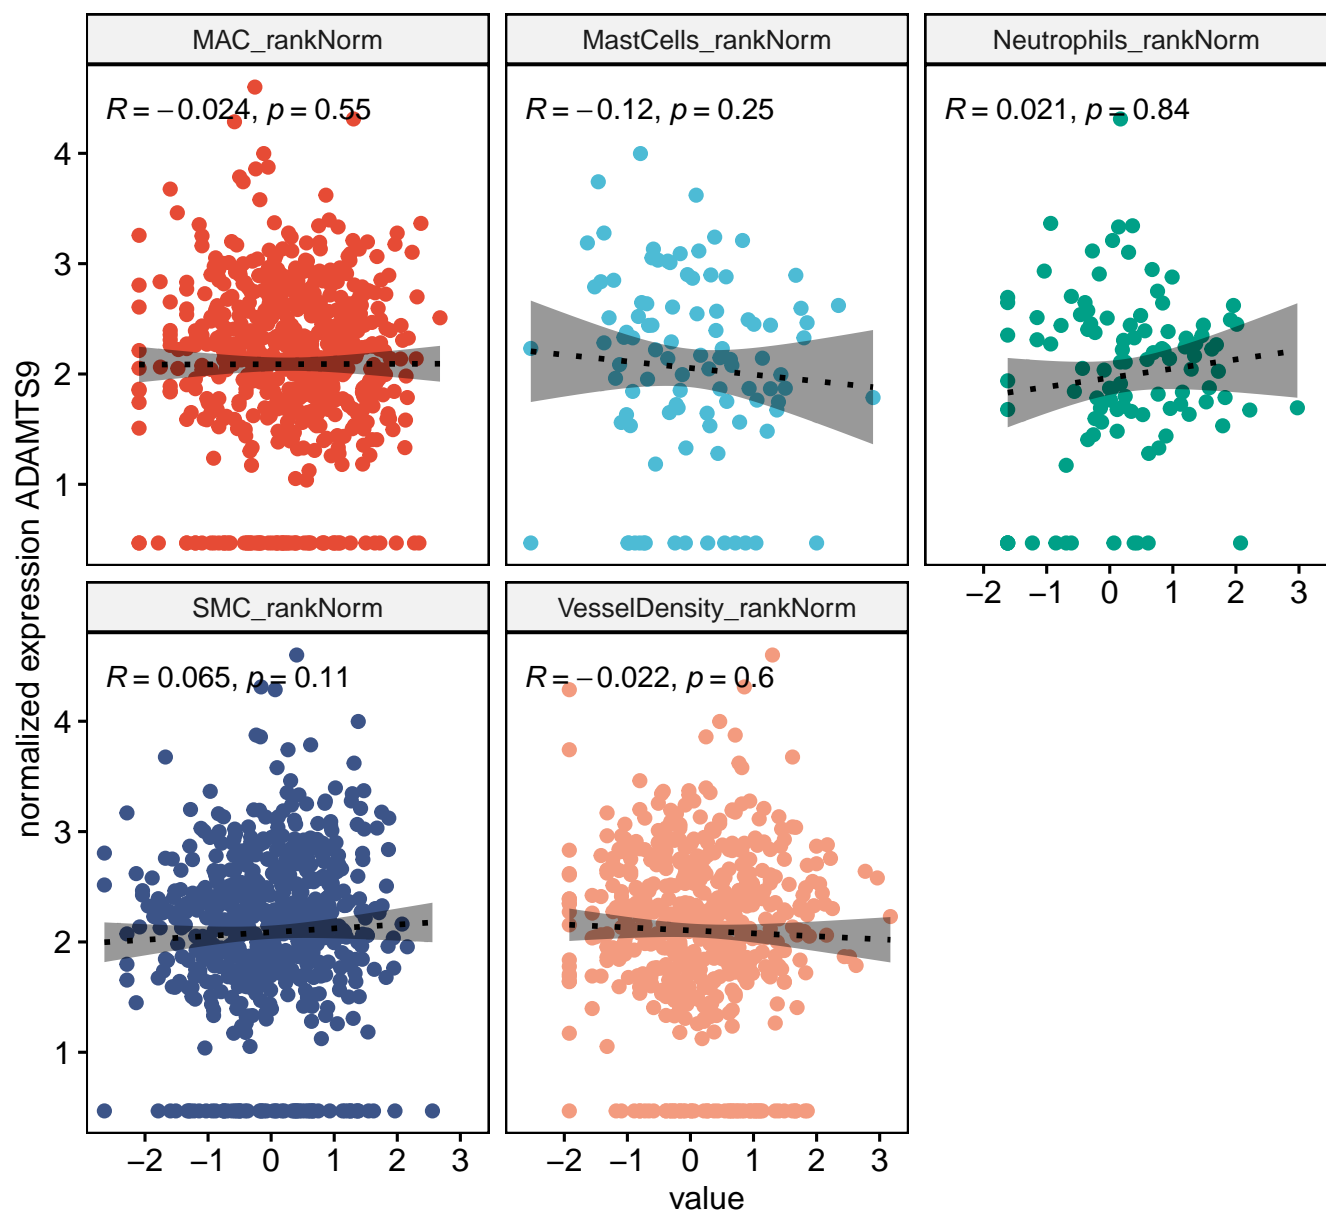 MAC_rankNorm
MastCells_rankNorm
Neutrophils_rankNorm
R = −0.024, p = 0.55
R = −0.12, p = 0.25
R = 0.021, p = 0.84
4
3
2
1
−2 −1 0 1 2 3
SMC_rankNorm
VesselDensity_rankNorm
R = 0.065, p = 0.11
R = −0.022, p = 0.6
4
3
2
1
−2 −1 0 1 2 3
−2 −1 0 1 2 3
value
normalized expression ADAMTS9